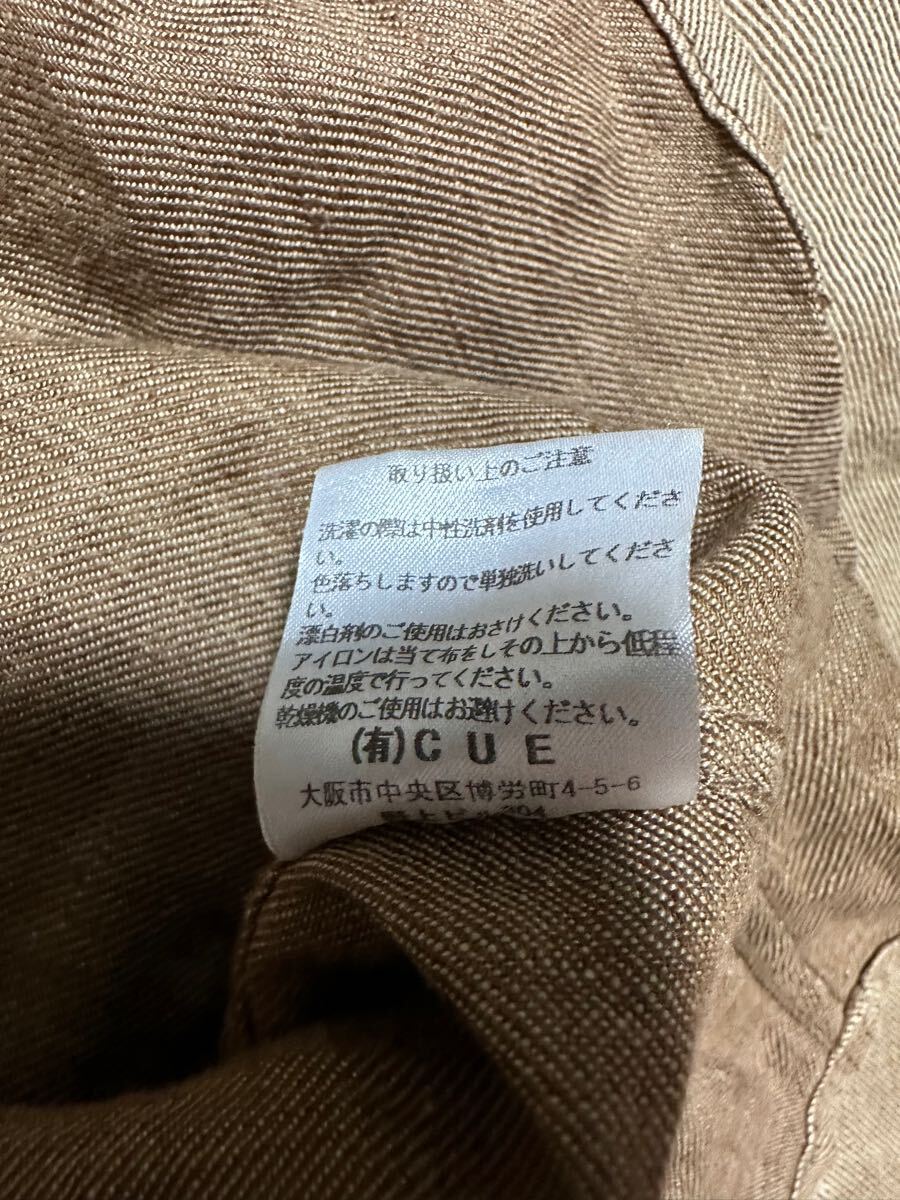 取り扱い上のご注意
洗濯の際は中性洗剤を使用してくださ
い。
色落ちしますので単独洗いしてくださ
い。
漂白剤のご使用はおさけください。
アイロンは当て布をしその上から低程
度の温度で行ってください。
乾燥機のご使用はお避けください。
(有)CUE
大阪市中央区博労町4-5-6